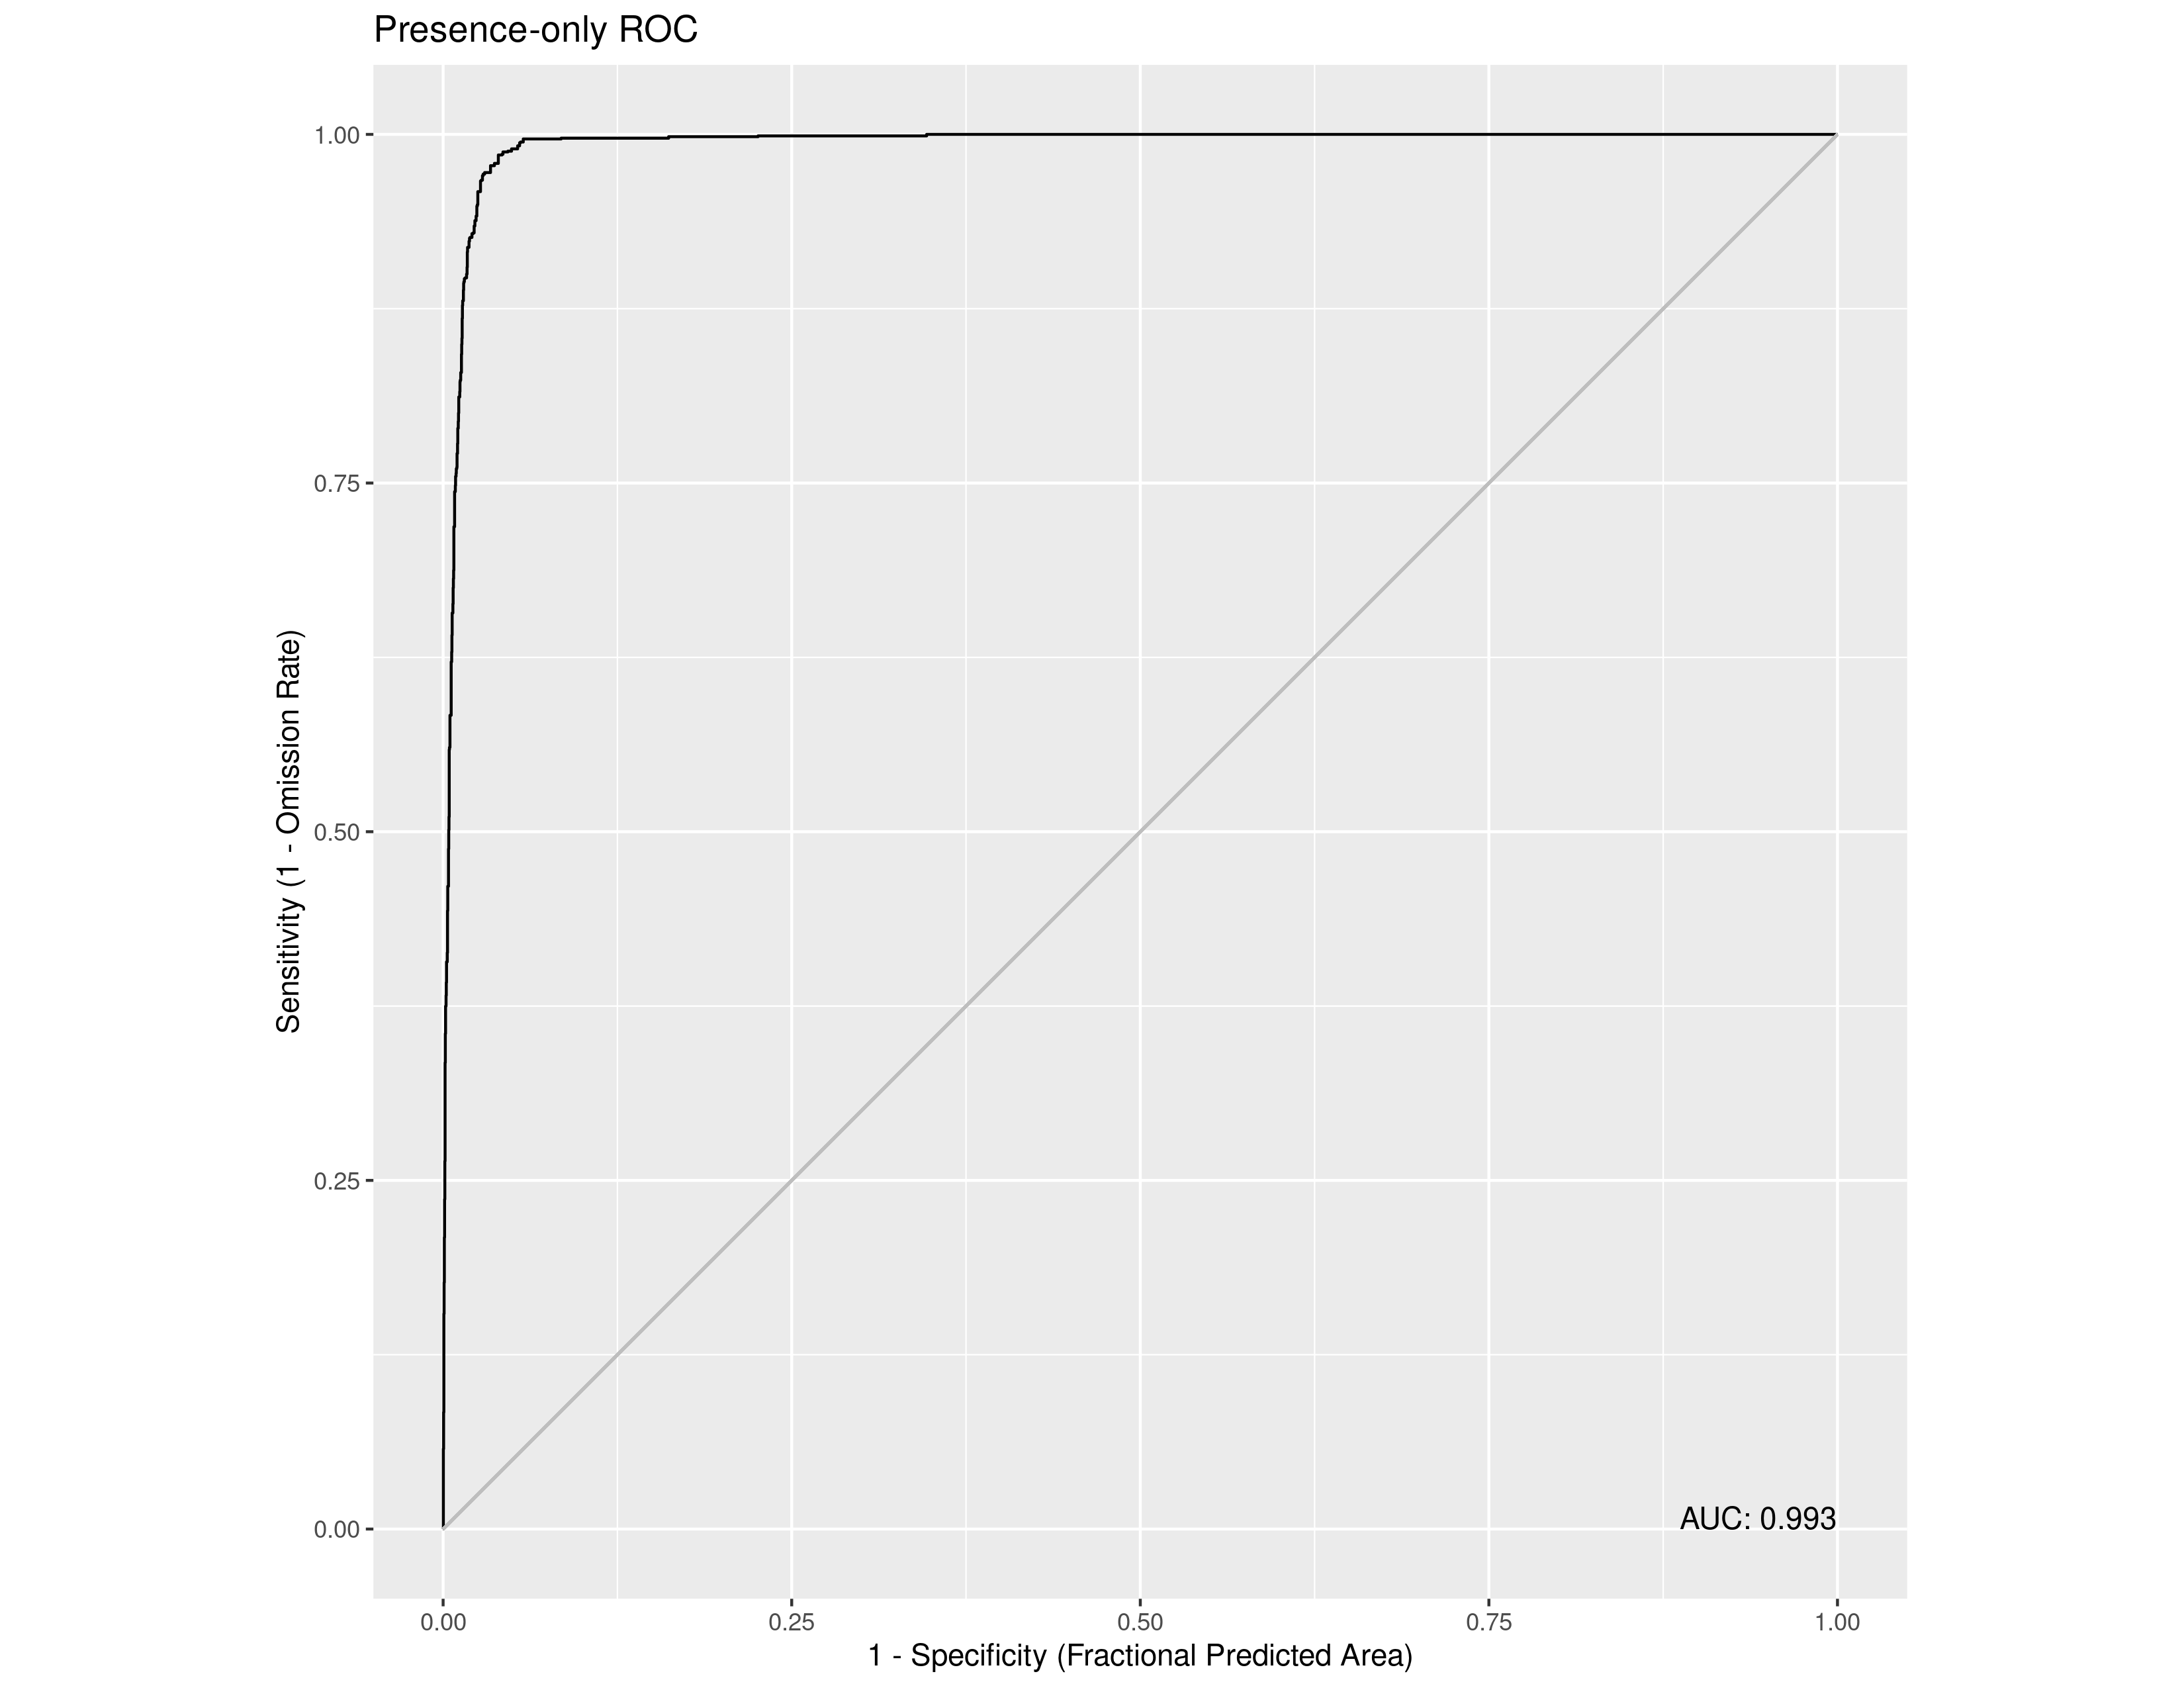 Presence-only ROC
Sensitivity (1 - Omission Rate)
1.00
0.75
0.50
0.25
0.00
AUC: 0.993
0.00 0.25 0.50 0.75 1.00
1 - Specificity (Fractional Predicted Area)